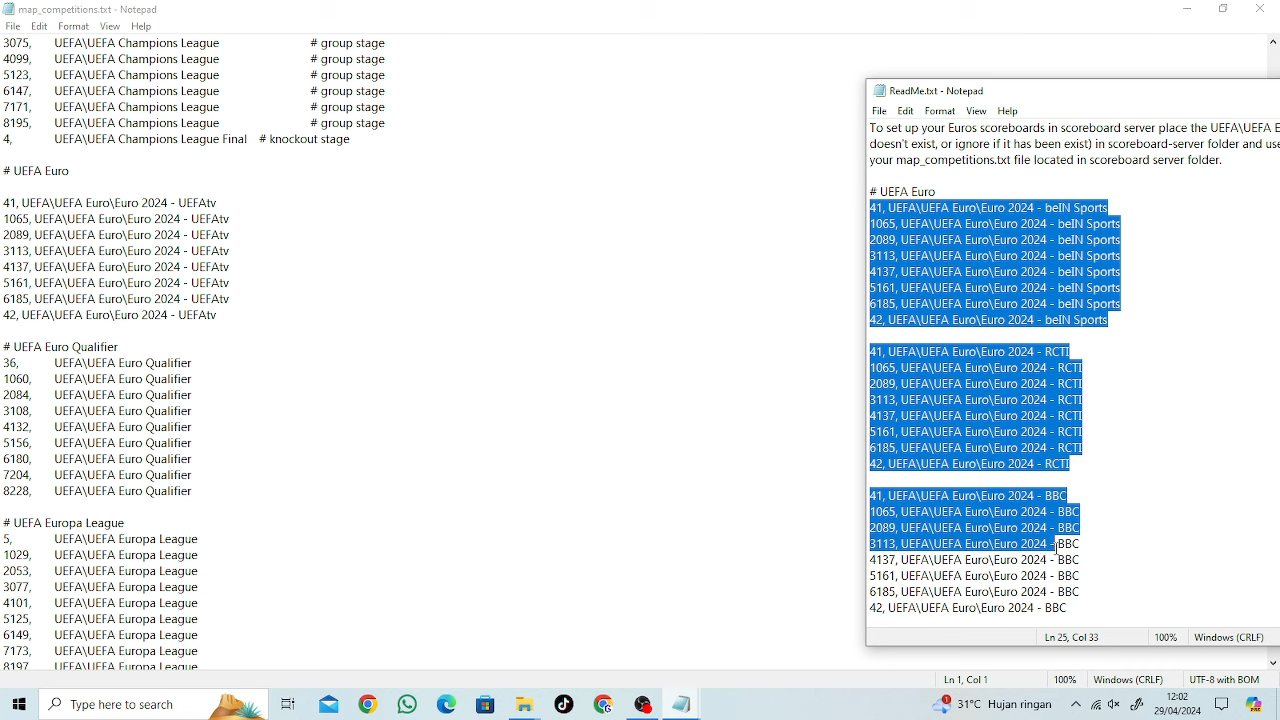 map_competitions.txt - Notepad
File Edit Format View Help
3075, UEFA\UEFA Champions League # group stage
4099, UEFA\UEFA Champions League # group stage
5123, UEFA\UEFA Champions League # group stage
6147, UEFA\UEFA Champions League # group stage
7171, UEFA\UEFA Champions League # group stage
8195, UEFA\UEFA Champions League # group stage
4, UEFA\UEFA Champions League Final # knockout stage
# UEFA Euro
41, UEFA\UEFA Euro\Euro 2024 - UEFAtv
1065, UEFA\UEFA Euro\Euro 2024 - UEFAtv
2089, UEFA\UEFA Euro\Euro 2024 - UEFAtv
3113, UEFA\UEFA Euro\Euro 2024 - UEFAtv
4137, UEFA\UEFA Euro\Euro 2024 - UEFAtv
5161, UEFA\UEFA Euro\Euro 2024 - UEFAtv
6185, UEFA\UEFA Euro\Euro 2024 - UEFAtv
42, UEFA\UEFA Euro\Euro 2024 - UEFAtv
# UEFA Euro Qualifier
36, UEFA\UEFA Euro Qualifier
1060, UEFA\UEFA Euro Qualifier
2084, UEFA\UEFA Euro Qualifier
3108, UEFA\UEFA Euro Qualifier
4132, UEFA\UEFA Euro Qualifier
5156, UEFA\UEFA Euro Qualifier
6180, UEFA\UEFA Euro Qualifier
7204, UEFA\UEFA Euro Qualifier
8228, UEFA\UEFA Euro Qualifier
# UEFA Europa League
5, UEFA\UEFA Europa League
1029, UEFA\UEFA Europa League
2053, UEFA\UEFA Europa League
3077, UEFA\UEFA Europa League
4101, UEFA\UEFA Europa League
5125, UEFA\UEFA Europa League
6149, UEFA\UEFA Europa League
7173, UEFA\UEFA Europa League
8197, UEFA\UEFA Europa League
Ln 1, Col 1 100% Windows (CRLF) UTF-8 with BOM
ReadMe.txt - Notepad
File Edit Format View Help
To set up your Euros scoreboards in scoreboard server place the UEFA\UEFA
doesn't exist, or ignore if it has been exist) in scoreboard-server folder and use
your map_competitions.txt file located in scoreboard server folder.
# UEFA Euro
41, UEFA\UEFA Euro\Euro 2024 - beIN Sports
1065, UEFA\UEFA Euro\Euro 2024 - beIN Sports
2089, UEFA\UEFA Euro\Euro 2024 - beIN Sports
3113, UEFA\UEFA Euro\Euro 2024 - beIN Sports
4137, UEFA\UEFA Euro\Euro 2024 - beIN Sports
5161, UEFA\UEFA Euro\Euro 2024 - beIN Sports
6185, UEFA\UEFA Euro\Euro 2024 - beIN Sports
42, UEFA\UEFA Euro\Euro 2024 - beIN Sports
41, UEFA\UEFA Euro\Euro 2024 - RCTI
1065, UEFA\UEFA Euro\Euro 2024 - RCTI
2089, UEFA\UEFA Euro\Euro 2024 - RCTI
3113, UEFA\UEFA Euro\Euro 2024 - RCTI
4137, UEFA\UEFA Euro\Euro 2024 - RCTI
5161, UEFA\UEFA Euro\Euro 2024 - RCTI
6185, UEFA\UEFA Euro\Euro 2024 - RCTI
42, UEFA\UEFA Euro\Euro 2024 - RCTI
41, UEFA\UEFA Euro\Euro 2024 - BBC
1065, UEFA\UEFA Euro\Euro 2024 - BBC
2089, UEFA\UEFA Euro\Euro 2024 - BBC
3113, UEFA\UEFA Euro\Euro 2024 - BBC
4137, UEFA\UEFA Euro\Euro 2024 - BBC
5161, UEFA\UEFA Euro\Euro 2024 - BBC
6185, UEFA\UEFA Euro\Euro 2024 - BBC
42, UEFA\UEFA Euro\Euro 2024 - BBC
Ln 25, Col 33 100% Windows (CRLF)
Type here to search
1
31°C Hujan ringan
12:02
29/04/2024